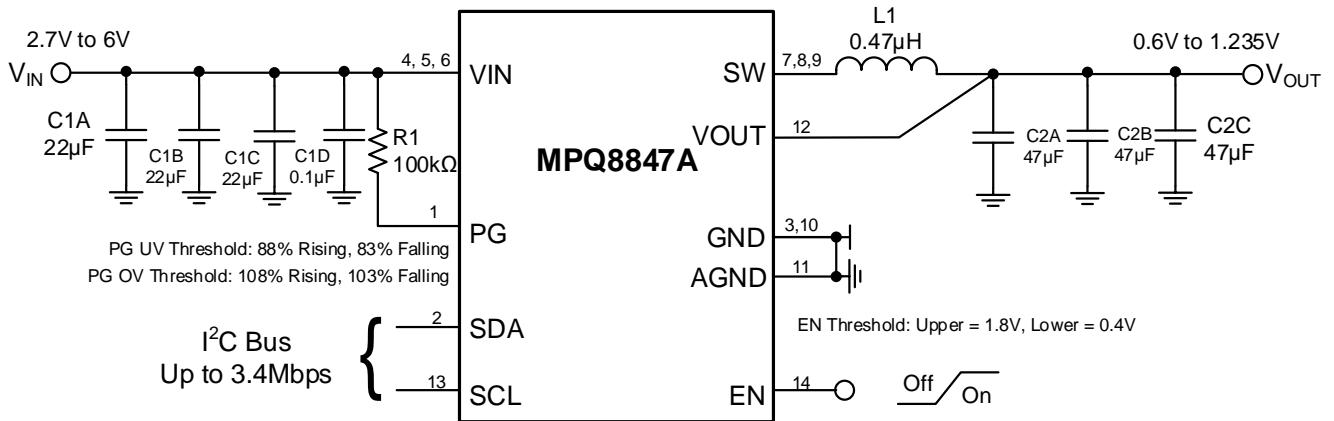 2.7V to 6V
VIN
4, 5, 6
VIN
C1A
22µF
C1B
22µF
C1C
22µF
C1D
0.1µF
R1
100kΩ
1
PG
PG UV Threshold: 88% Rising, 83% Falling
PG OV Threshold: 108% Rising, 103% Falling
I²C Bus
Up to 3.4Mbps
2
SDA
13
SCL
MPQ8847A
SW
7,8,9
L1
0.47µH
0.6V to 1.235V
VOUT
VOUT
12
C2A
47µF
C2B
47µF
C2C
47µF
GND
3,10
AGND
11
EN Threshold: Upper = 1.8V, Lower = 0.4V
EN
14
Off
On